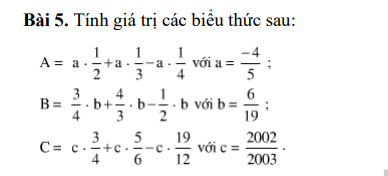 Bài 5. Tính giá trị các biểu thức sau:
A = a · 1/2 + a · 1/3 − a · 1/4 với a = −4/5 ;
B = 3/4 · b + 4/3 · b − 1/2 · b với b = 6/19 ;
C = c · 3/4 + c · 5/6 − c · 19/12 với c = 2002/2003 .